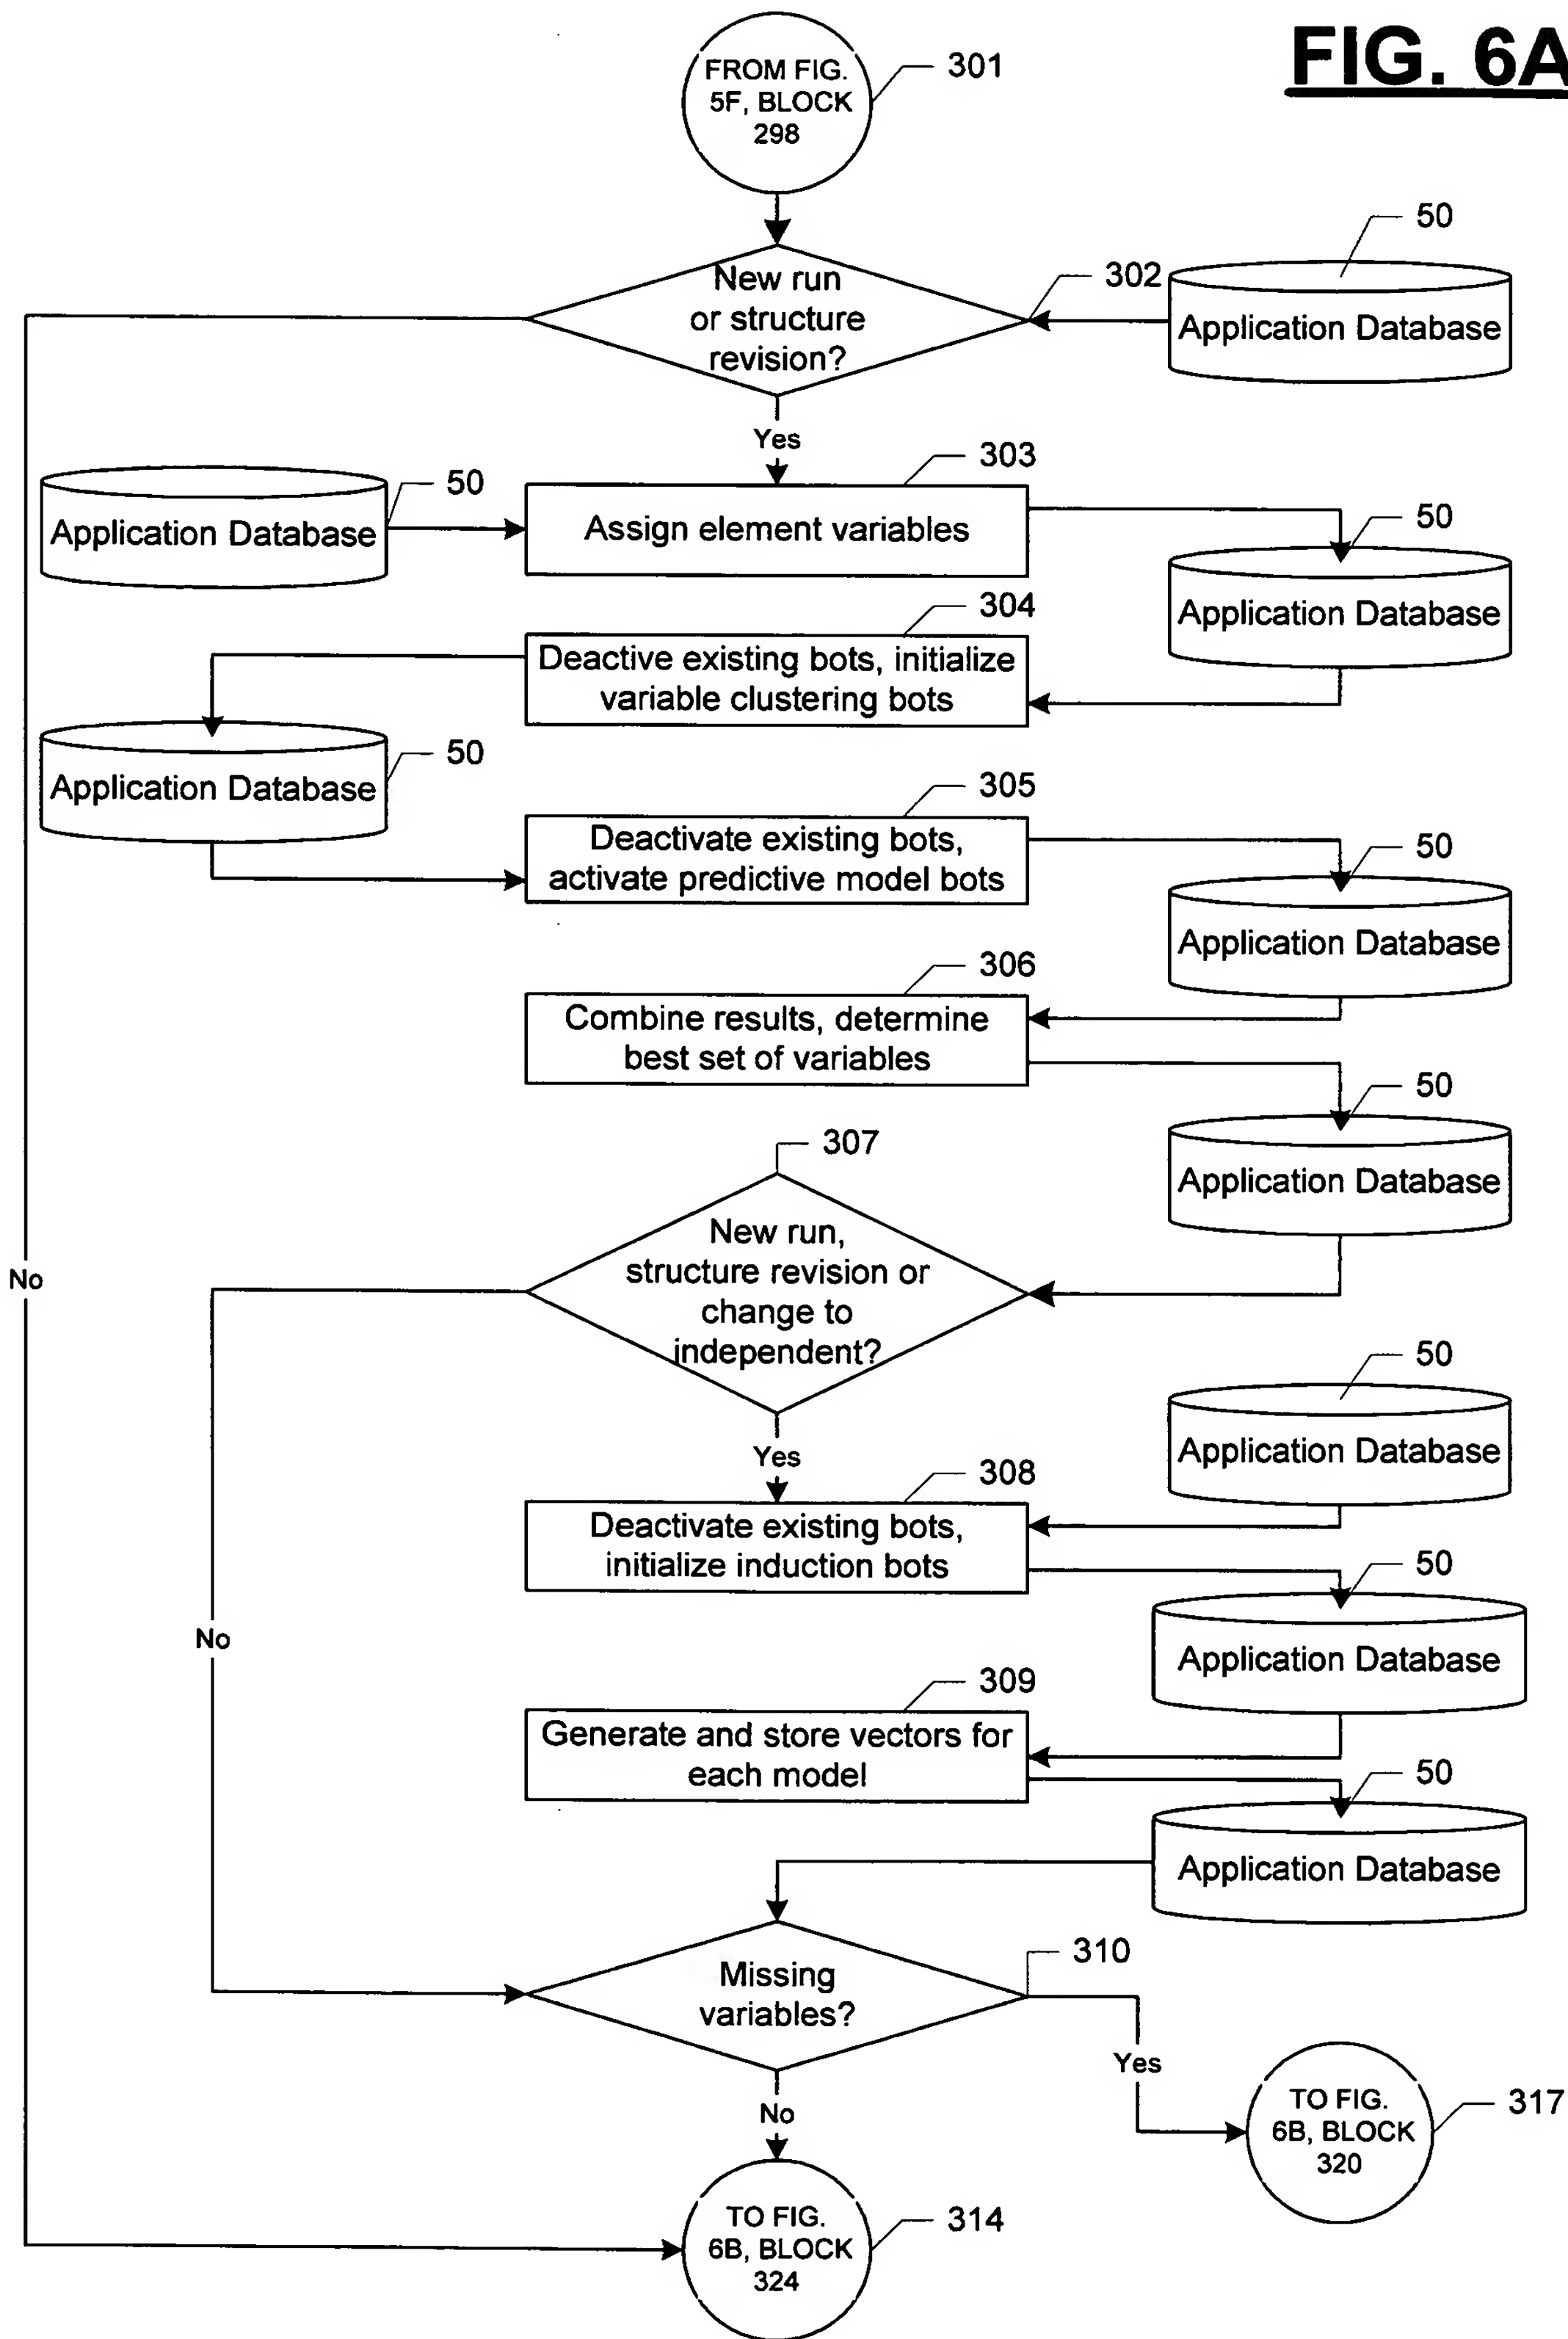 FIG. 6A
FROM FIG.
5F, BLOCK
298
301
50
302
New run
or structure
revision?
Application Database
Yes
303
50
Application Database
Assign element variables
50
Application Database
304
Deactive existing bots, initialize
variable clustering bots
50
Application Database
305
Deactivate existing bots,
activate predictive model bots
50
Application Database
306
Combine results, determine
best set of variables
50
Application Database
307
New run,
structure revision or
change to
independent?
No
50
Application Database
Yes
308
Deactivate existing bots,
initialize induction bots
50
Application Database
No
309
Generate and store vectors for
each model
50
Application Database
310
Missing
variables?
Yes
No
TO FIG.
6B, BLOCK
320
317
TO FIG.
6B, BLOCK
324
314